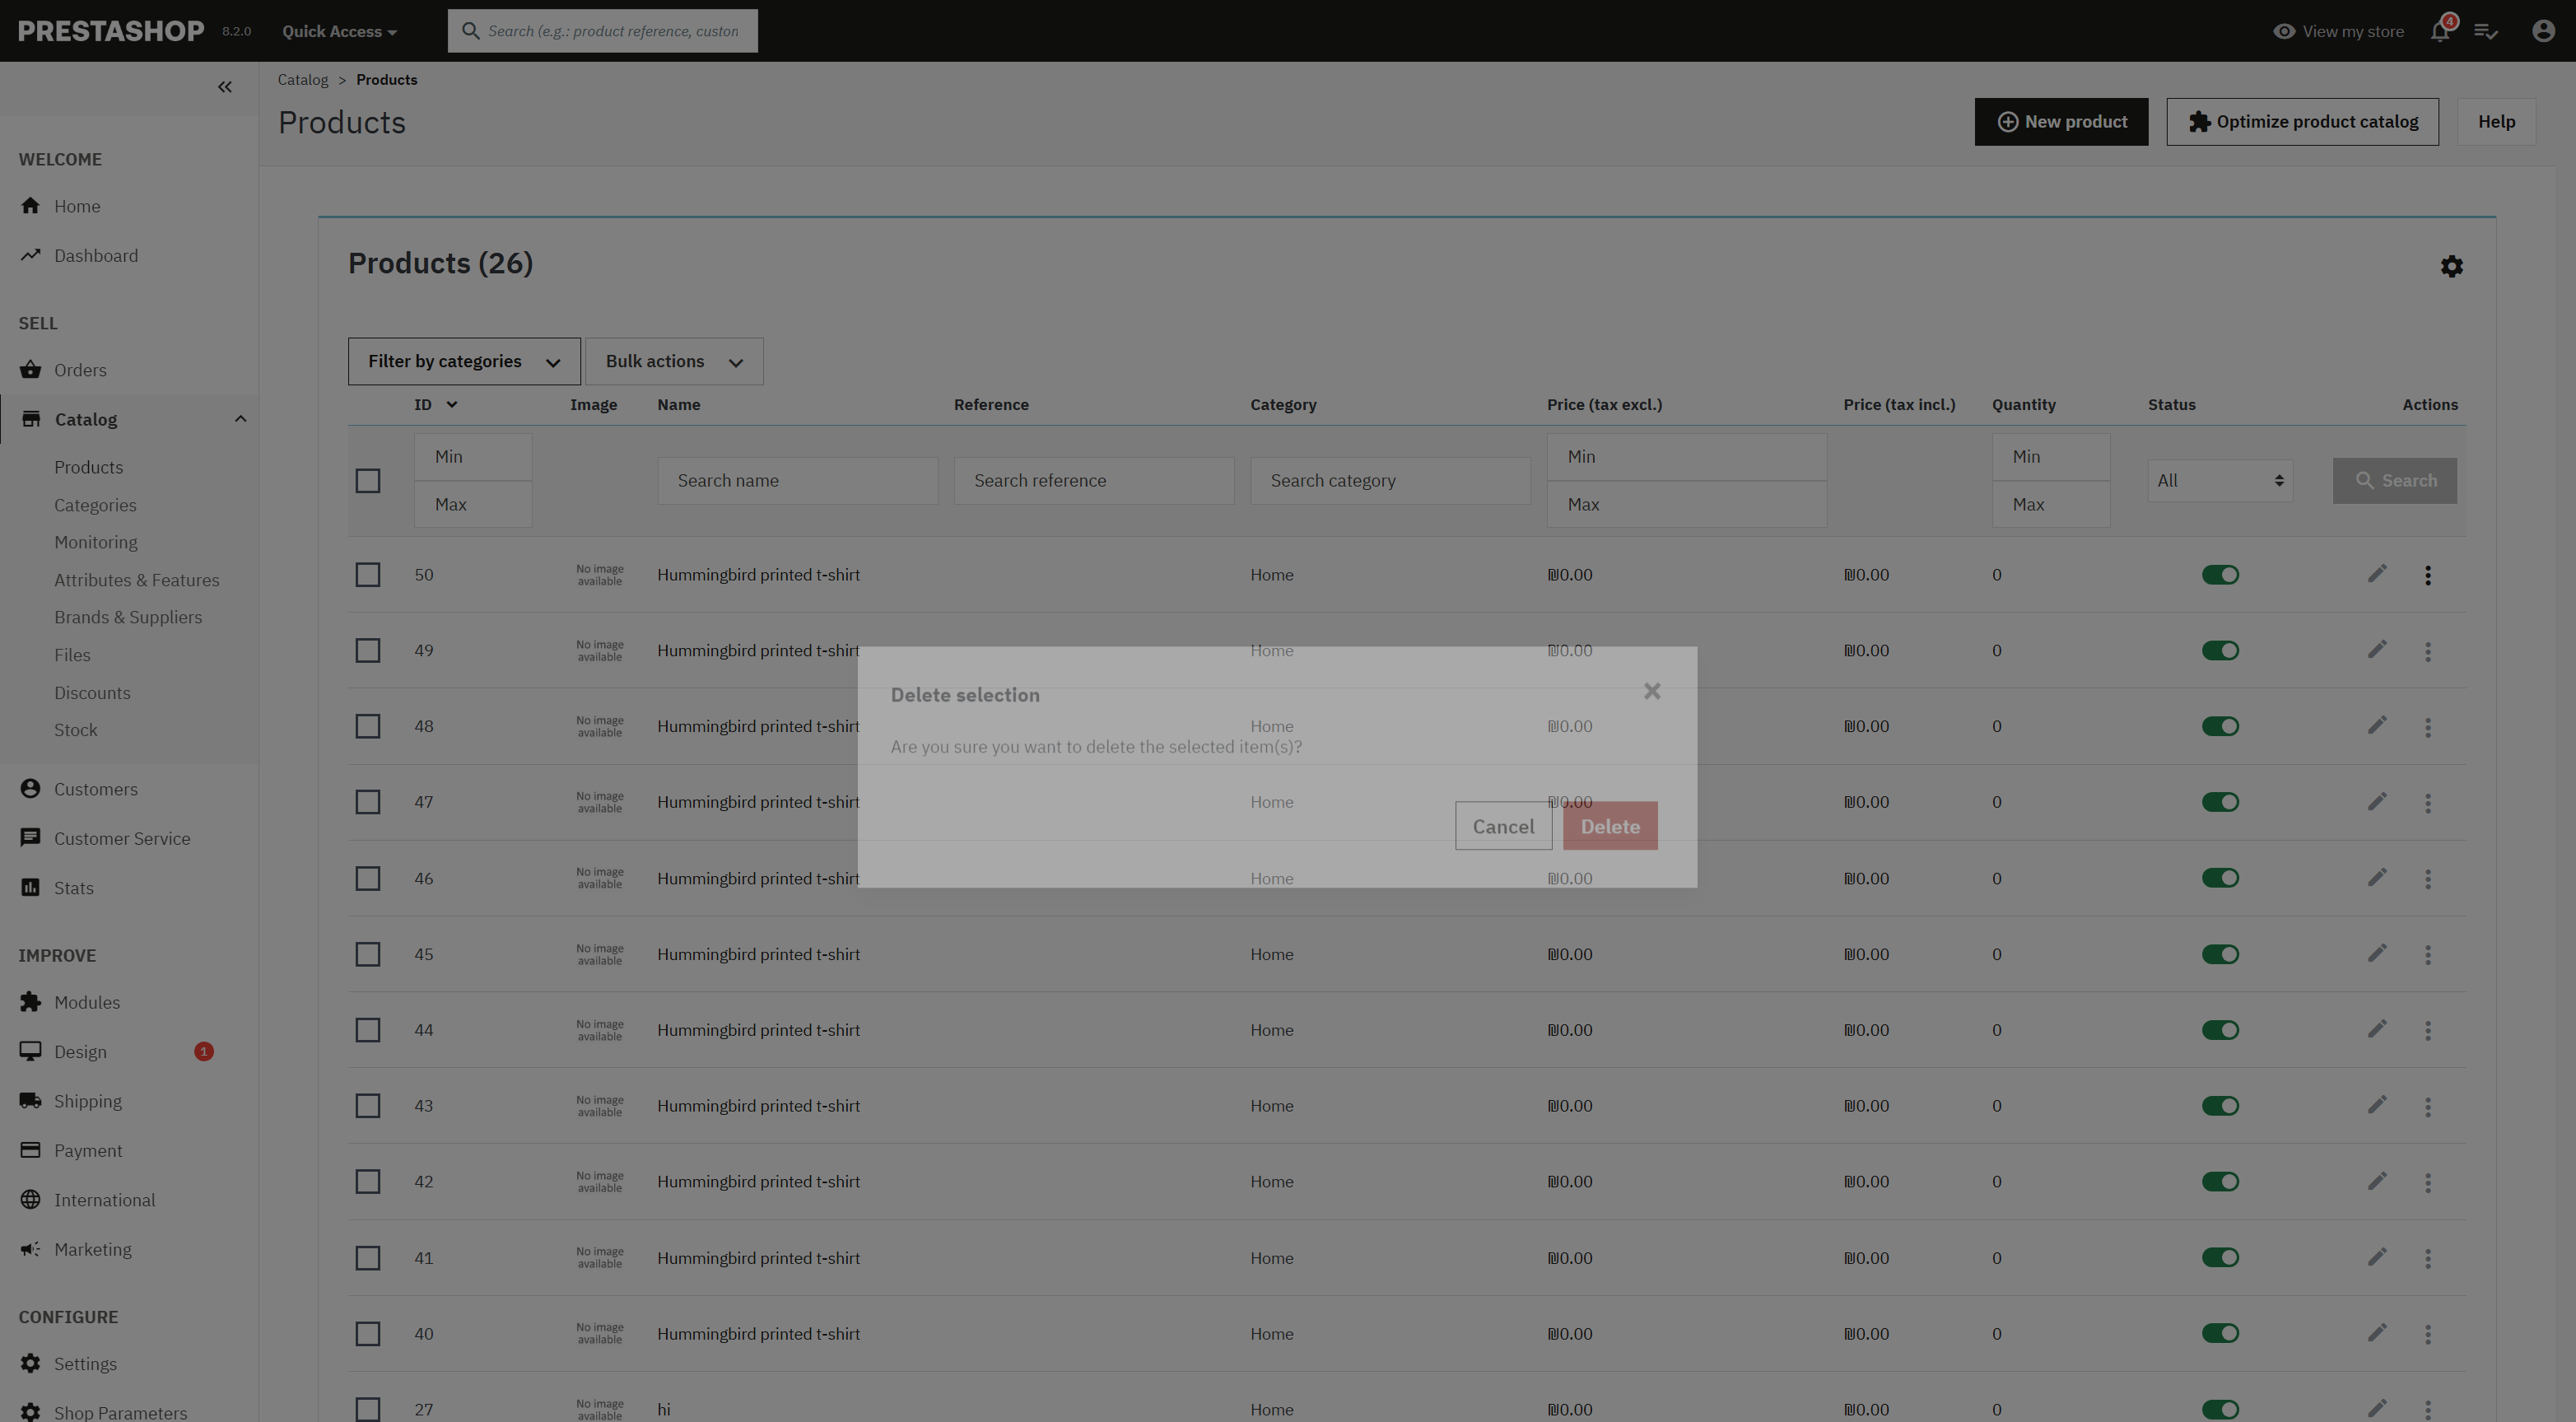 PRESTASHOP 8.2.0 Quick Access Search (e.g.: product reference, custon View my store 4
Catalog > Products
Products
New product Optimize product catalog Help
WELCOME
Home
Dashboard
SELL
Orders
Catalog
Products
Categories
Monitoring
Attributes & Features
Brands & Suppliers
Files
Discounts
Stock
Customers
Customer Service
Stats
IMPROVE
Modules
Design 1
Shipping
Payment
International
Marketing
CONFIGURE
Settings
Shop Parameters
Products (26)
Filter by categories Bulk actions
ID Image Name Reference Category Price (tax excl.) Price (tax incl.) Quantity Status Actions
Min Min Min
Search name Search reference Search category All Search
Max Max Max
50 No image available Hummingbird printed t-shirt Home ₪0.00 ₪0.00 0
49 No image available Hummingbird printed t-shirt Home ₪0.00 ₪0.00 0
48 No image available Hummingbird printed t-shirt Home ₪0.00 ₪0.00 0
47 No image available Hummingbird printed t-shirt Home ₪0.00 ₪0.00 0
46 No image available Hummingbird printed t-shirt Home ₪0.00 ₪0.00 0
45 No image available Hummingbird printed t-shirt Home ₪0.00 ₪0.00 0
44 No image available Hummingbird printed t-shirt Home ₪0.00 ₪0.00 0
43 No image available Hummingbird printed t-shirt Home ₪0.00 ₪0.00 0
42 No image available Hummingbird printed t-shirt Home ₪0.00 ₪0.00 0
41 No image available Hummingbird printed t-shirt Home ₪0.00 ₪0.00 0
40 No image available Hummingbird printed t-shirt Home ₪0.00 ₪0.00 0
27 No image available hi Home ₪0.00 ₪0.00 0
Delete selection
Are you sure you want to delete the selected item(s)?
Cancel Delete